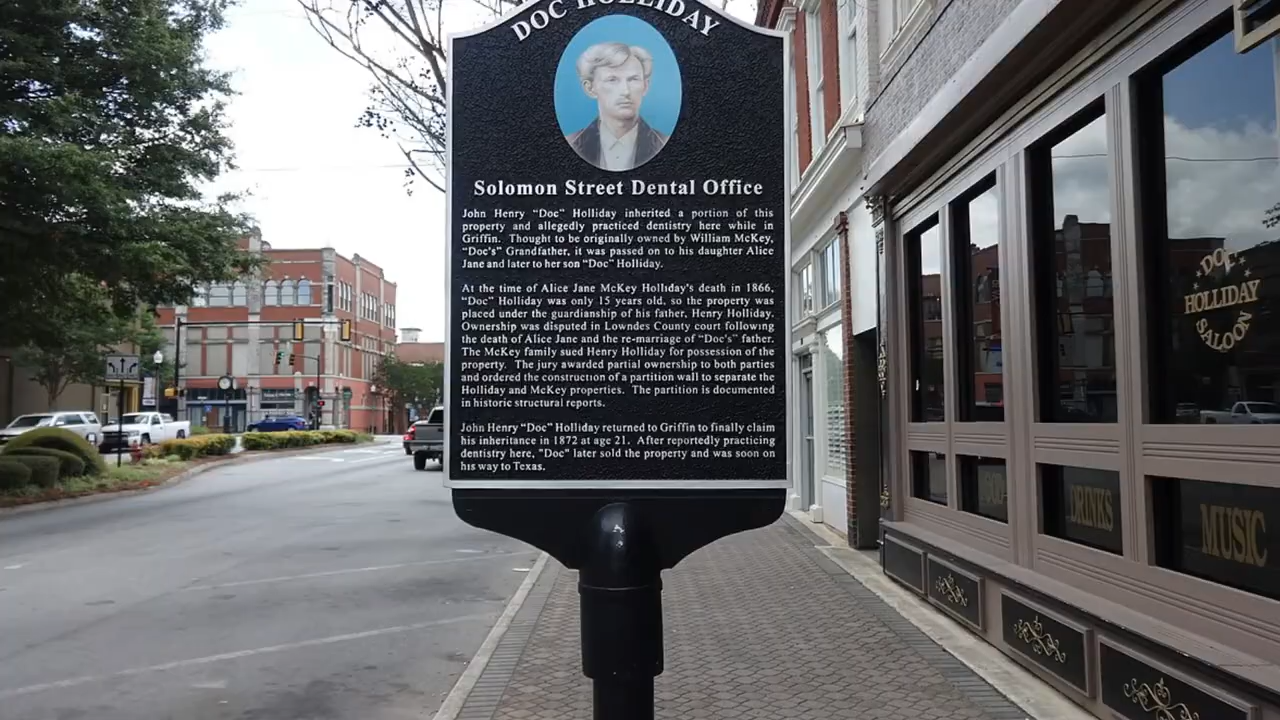 DOC HOLLIDAY
Solomon Street Dental Office
John Henry "Doc" Holliday inherited a portion of this
property and allegedly practiced dentistry here while in
Griffin. Thought to be originally owned by William McKey,
"Doc's" Grandfather, it was passed on to his daughter Alice
Jane and later to her son "Doc" Holliday.
At the time of Alice Jane McKey Holliday's death in 1866,
"Doc" Holliday was only 15 years old, so the property was
placed under the guardianship of his father, Henry Holliday.
Ownership was disputed in Lowndes County court following
the death of Alice Jane and the re-marriage of "Doc's" father.
The McKey family sued Henry Holliday for possession of the
property. The jury awarded partial ownership to both parties
and ordered the construction of a partition wall to separate the
Holliday and McKey properties. The partition is documented
in historic structural reports.
John Henry "Doc" Holliday returned to Griffin to finally claim
his inheritance in 1872 at age 21. After reportedly practicing
dentistry here, "Doc" later sold the property and was soon on
his way to Texas.
DOC
HOLLIDAY
SALOON
DRINKS
MUSIC